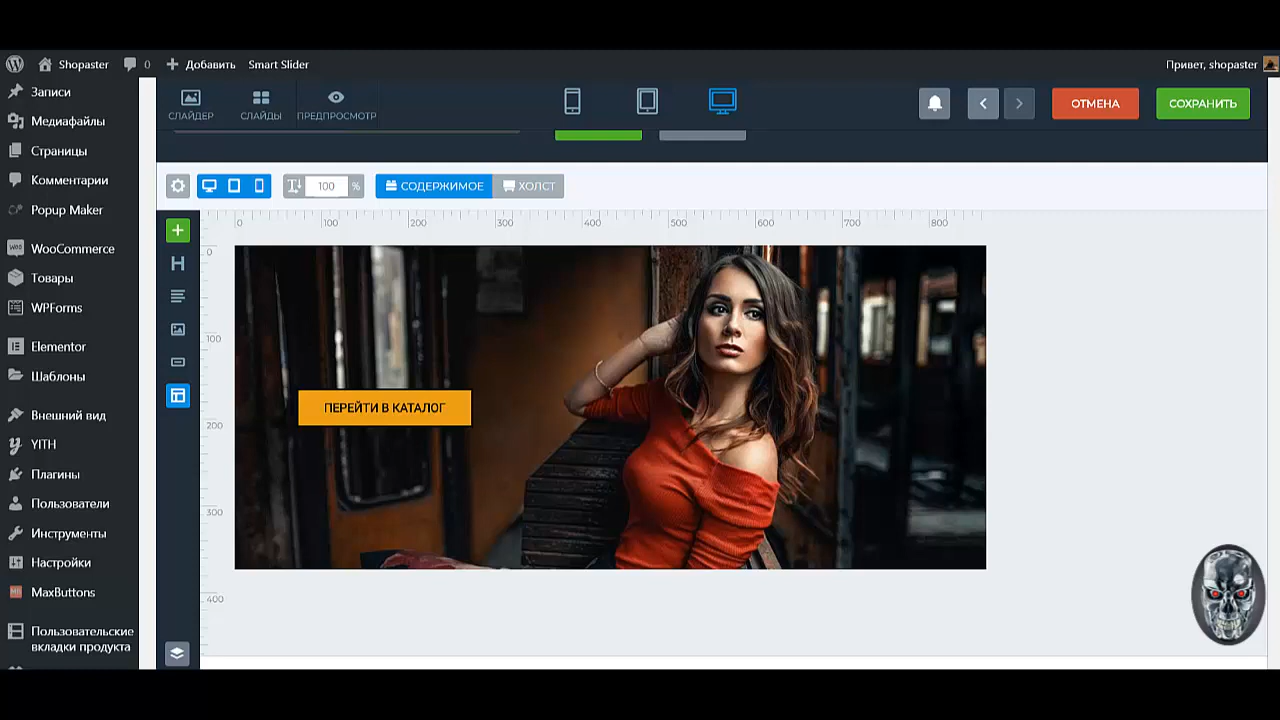 Shopaster
0
Добавить
Smart Slider
Привет, shopaster
Записи
Медиафайлы
Страницы
Комментарии
Popup Maker
WooCommerce
Товары
WPForms
Elementor
Шаблоны
Внешний вид
YITH
Плагины
Пользователи
Инструменты
Настройки
MaxButtons
Пользовательские
вкладки продукта
СЛАЙДЕР
СЛАЙДЫ
ПРЕДПРОСМОТР
ОТМЕНА
СОХРАНИТЬ
100
%
СОДЕРЖИМОЕ
ХОЛСТ
0
100
200
300
400
500
600
700
800
0
100
200
300
400
ПЕРЕЙТИ В КАТАЛОГ